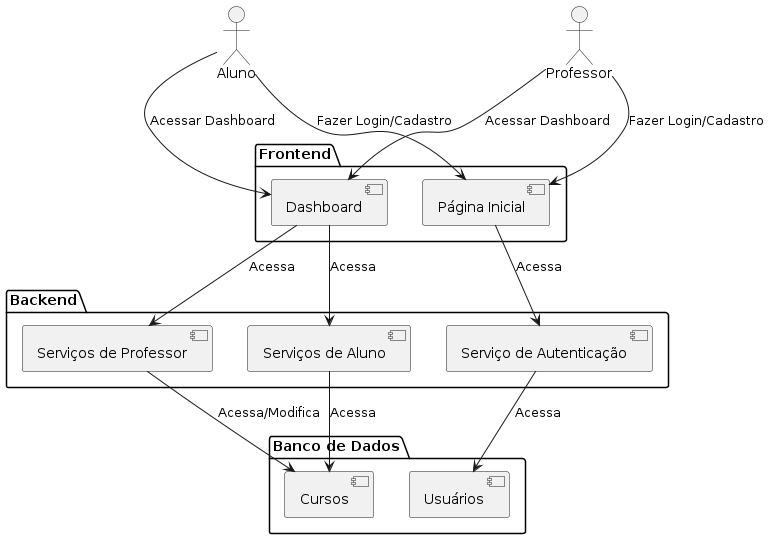 Aluno
Professor
Acessar Dashboard
Fazer Login/Cadastro
Acessar Dashboard
Fazer Login/Cadastro
Frontend
Dashboard
Página Inicial
Acessa
Acessa
Acessa
Backend
Serviços de Professor
Serviços de Aluno
Serviço de Autenticação
Acessa/Modifica
Acessa
Acessa
Banco de Dados
Cursos
Usuários